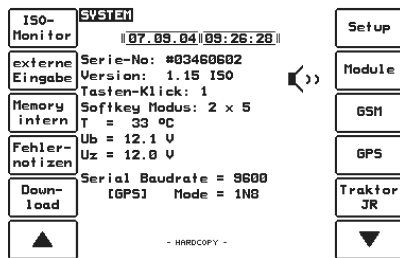 ISO-
Monitor
externe
Eingabe
Memory
intern
Fehler-
notizen
Down-
load
SYSTEM
07.09.04 09:26:28
Serie-No: #03460602
Version: 1.15 ISO
Tasten-Klick: 1
Softkey Modus: 2 x 5
T = 33 ºC
Ub = 12.1 V
Uz = 12.0 V
Serial Baudrate = 9600
[GPS] Mode = 1N8
- HARDCOPY -
Setup
Module
GSM
GPS
Traktor
JR